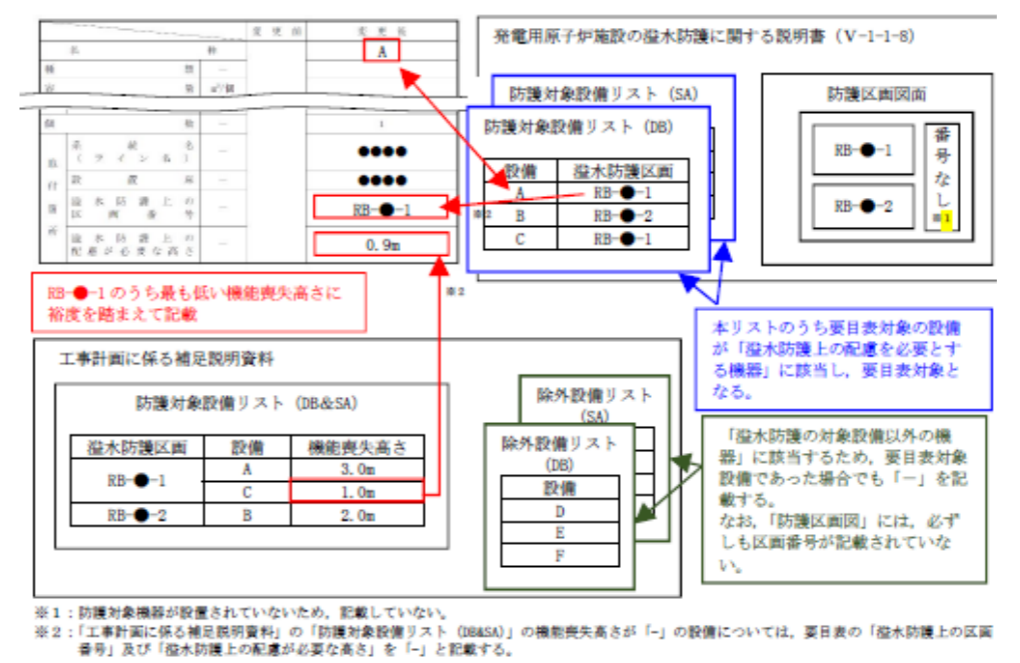 変更前 変更後
名 称 A
種 類 —
容 量 m³/個
個 数 — 1
取付箇所
系統名（ライン名） — ●●●●
設置床 — ●●●●
溢水防護上の区画番号 — RB-●-1
溢水防護上の配慮が必要な高さ — 0.9m
※2
※2
RB-●-1のうち最も低い機能喪失高さに
裕度を踏まえて記載
発電用原子炉施設の溢水防護に関する説明書（V-1-1-8）
防護対象設備リスト（SA）
防護対象設備リスト（DB）
設備 溢水防護区画
A RB-●-1
B RB-●-2
C RB-●-1
防護区画図面
RB-●-1
RB-●-2
番号なし
※1
本リストのうち要目表対象の設備
が「溢水防護上の配慮を必要とす
る機器」に該当し，要目表対象と
なる。
工事計画に係る補足説明資料
防護対象設備リスト（DB&SA）
溢水防護区画 設備 機能喪失高さ
RB-●-1 A 3.0m
C 1.0m
RB-●-2 B 2.0m
除外設備リスト
(SA)
除外設備リスト
(DB)
設備
D
E
F
「溢水防護の対象設備以外の機
器」に該当するため，要目表対象
設備であった場合でも「－」を記
載する。
なお，「防護区画図」には，必ず
しも区画番号が記載されていな
い。
※1：防護対象機器が設置されていないため，記載していない。
※2：「工事計画に係る補足説明資料」の「防護対象設備リスト（DB&SA）」の機能喪失高さが「-」の設備については，要目表の「溢水防護上の区画
番号」及び「溢水防護上の配慮が必要な高さ」を「-」と記載する。